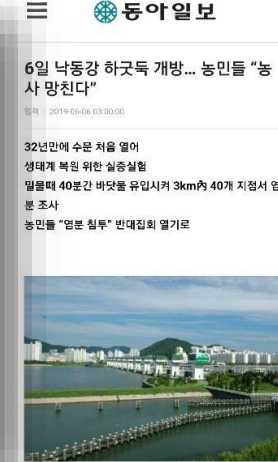 동아일보
6일 낙동강 하굿둑 개방… 농민들 “농
사 망친다”
입력 | 2019-06-06 03:00:00
32년만에 수문 처음 열어
생태계 복원 위한 실증실험
밀물때 40분간 바닷물 유입시켜 3km內 40개 지점서 염
분 조사
농민들 “염분 침투” 반대집회 열기로